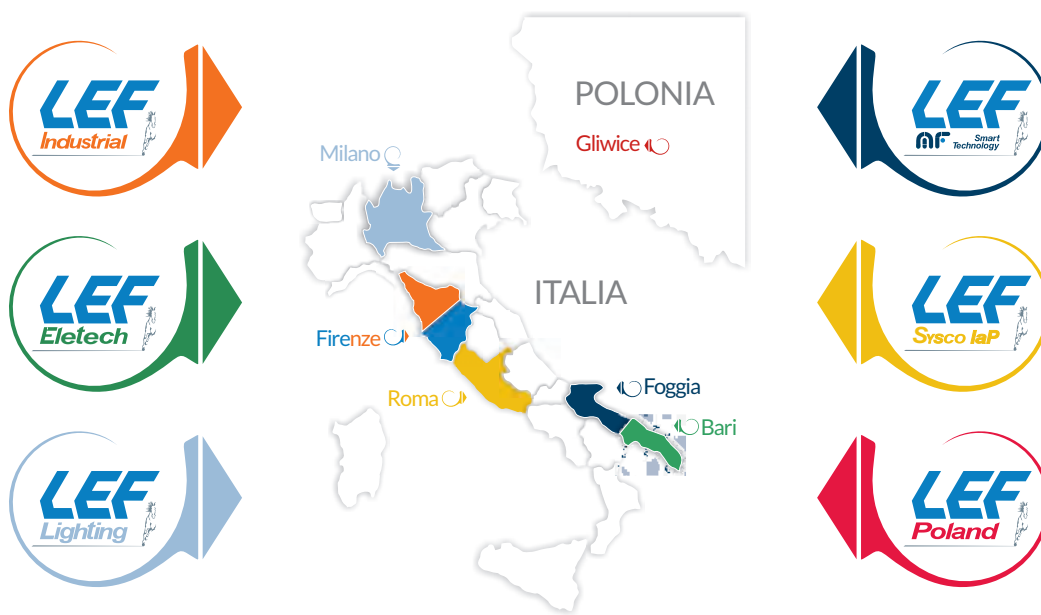 LEF
Industrial
LEF
Eletech
LEF
Lighting
POLONIA
Gliwice
Milano
ITALIA
Firenze
Roma
Foggia
Bari
LEF
MF Smart
Technology
LEF
Sysco IaP
LEF
Poland